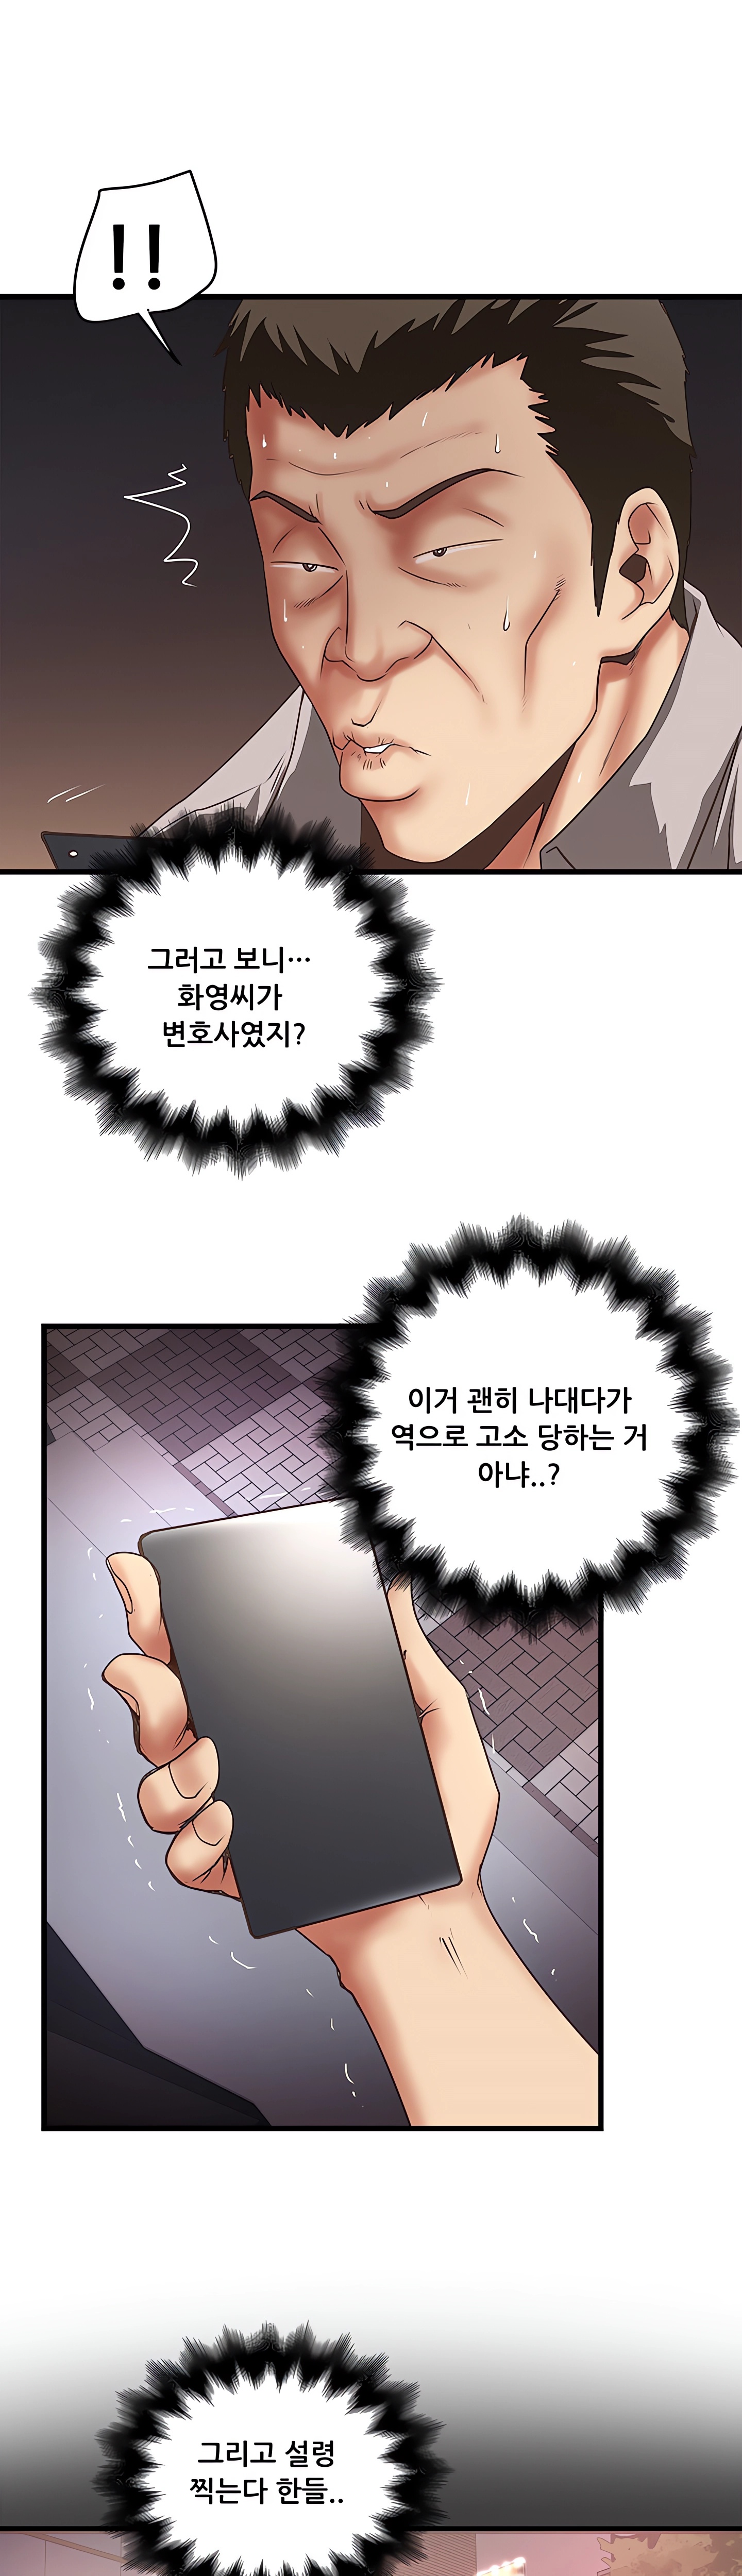 !!
그러고 보니…
화영씨가
변호사였지?
이거 괜히 나대다가
역으로 고소 당하는 거
아냐..?
그리고 설령
찍는다 한들..